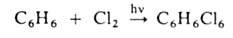 C₆H₆ + Cl₂ →^{hν} C₆H₆Cl₆